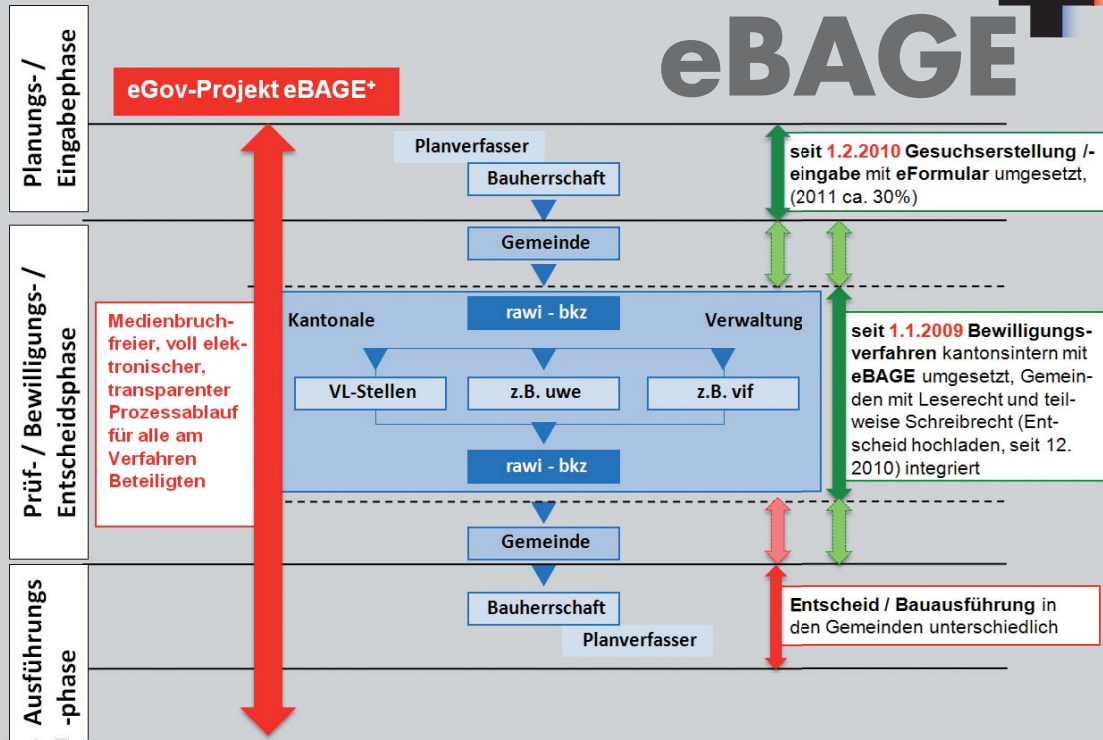 eBAGE
Planungs- /
Eingabephase
eGov-Projekt eBAGE⁺
Planverfasser
Bauherrschaft
seit 1.2.2010 Gesuchserstellung /-
eingabe mit eFormular umgesetzt,
(2011 ca. 30%)
Prüf- / Bewilligungs- /
Entscheidsphase
Gemeinde
Medienbruch-
freier, voll elek-
tronischer,
transparenter
Prozessablauf
für alle am
Verfahren
Beteiligten
Kantonale
rawi - bkz
Verwaltung
VL-Stellen
z.B. uwe
z.B. vif
rawi - bkz
seit 1.1.2009 Bewilligungs-
verfahren kantonsintern mit
eBAGE umgesetzt, Gemein-
den mit Leserecht und teil-
weise Schreibrecht (Ent-
scheid hochladen, seit 12.
2010) integriert
Gemeinde
Ausführungs
-phase
Bauherrschaft
Planverfasser
Entscheid / Bauausführung in
den Gemeinden unterschiedlich